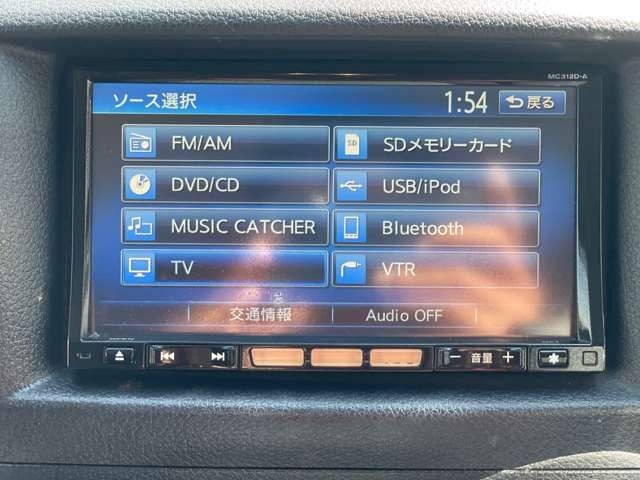 MC312D-A
ソース選択
1:54
戻る
FM/AM
SD
SDメモリーカード
DVD/CD
USB/iPod
MUSIC CATCHER
Bluetooth
TV
VTR
交通情報
Audio OFF
− 音量 +